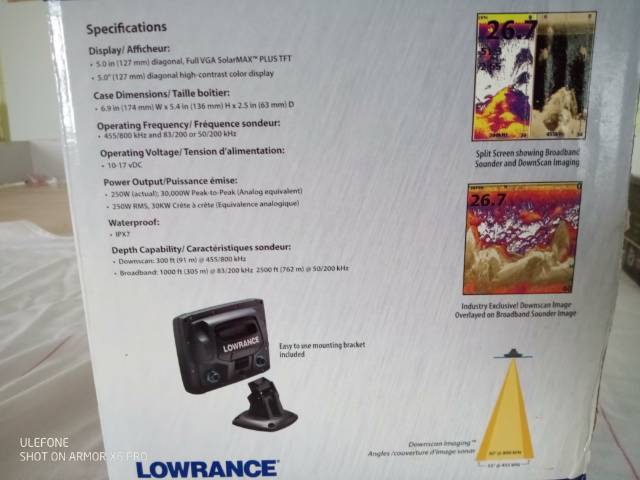 Specifications
Display/ Afficheur:
• 5.0 in (127 mm) diagonal, Full VGA SolarMAX™ PLUS TFT
• 5.0" (127 mm) diagonal high-contrast color display
Case Dimensions/ Taille boîtier:
• 6.9 in (174 mm) W x 5.4 in (136 mm) H x 2.5 in (63 mm) D
Operating Frequency/ Fréquence sondeur:
• 455/800 kHz and 83/200 or 50/200 kHz
Operating Voltage/ Tension d'alimentation:
• 10-17 vDC
Power Output/Puissance émise:
• 250W (actual); 30,000W Peak-to-Peak (Analog equivalent)
• 250W RMS, 30KW Crête à crête (Equivalence analogique)
Waterproof:
• IPX7
Depth Capability/ Caractéristiques sondeur:
• Downscan: 300 ft (91 m) @ 455/800 kHz
• Broadband: 1000 ft (305 m) @ 83/200 kHz 2500 ft (762 m) @ 50/200 kHz
26.7
Split Screen showing Broadband
Sounder and DownScan Imaging
26.7
Industry Exclusive! Downscan Image
Overlayed on Broadband Sounder Image
LOWRANCE
Easy to use mounting bracket
included
Downscan Imaging™
Angles /couverture d'image sonar
LOWRANCE
ULEFONE
SHOT ON ARMOR X5 PRO